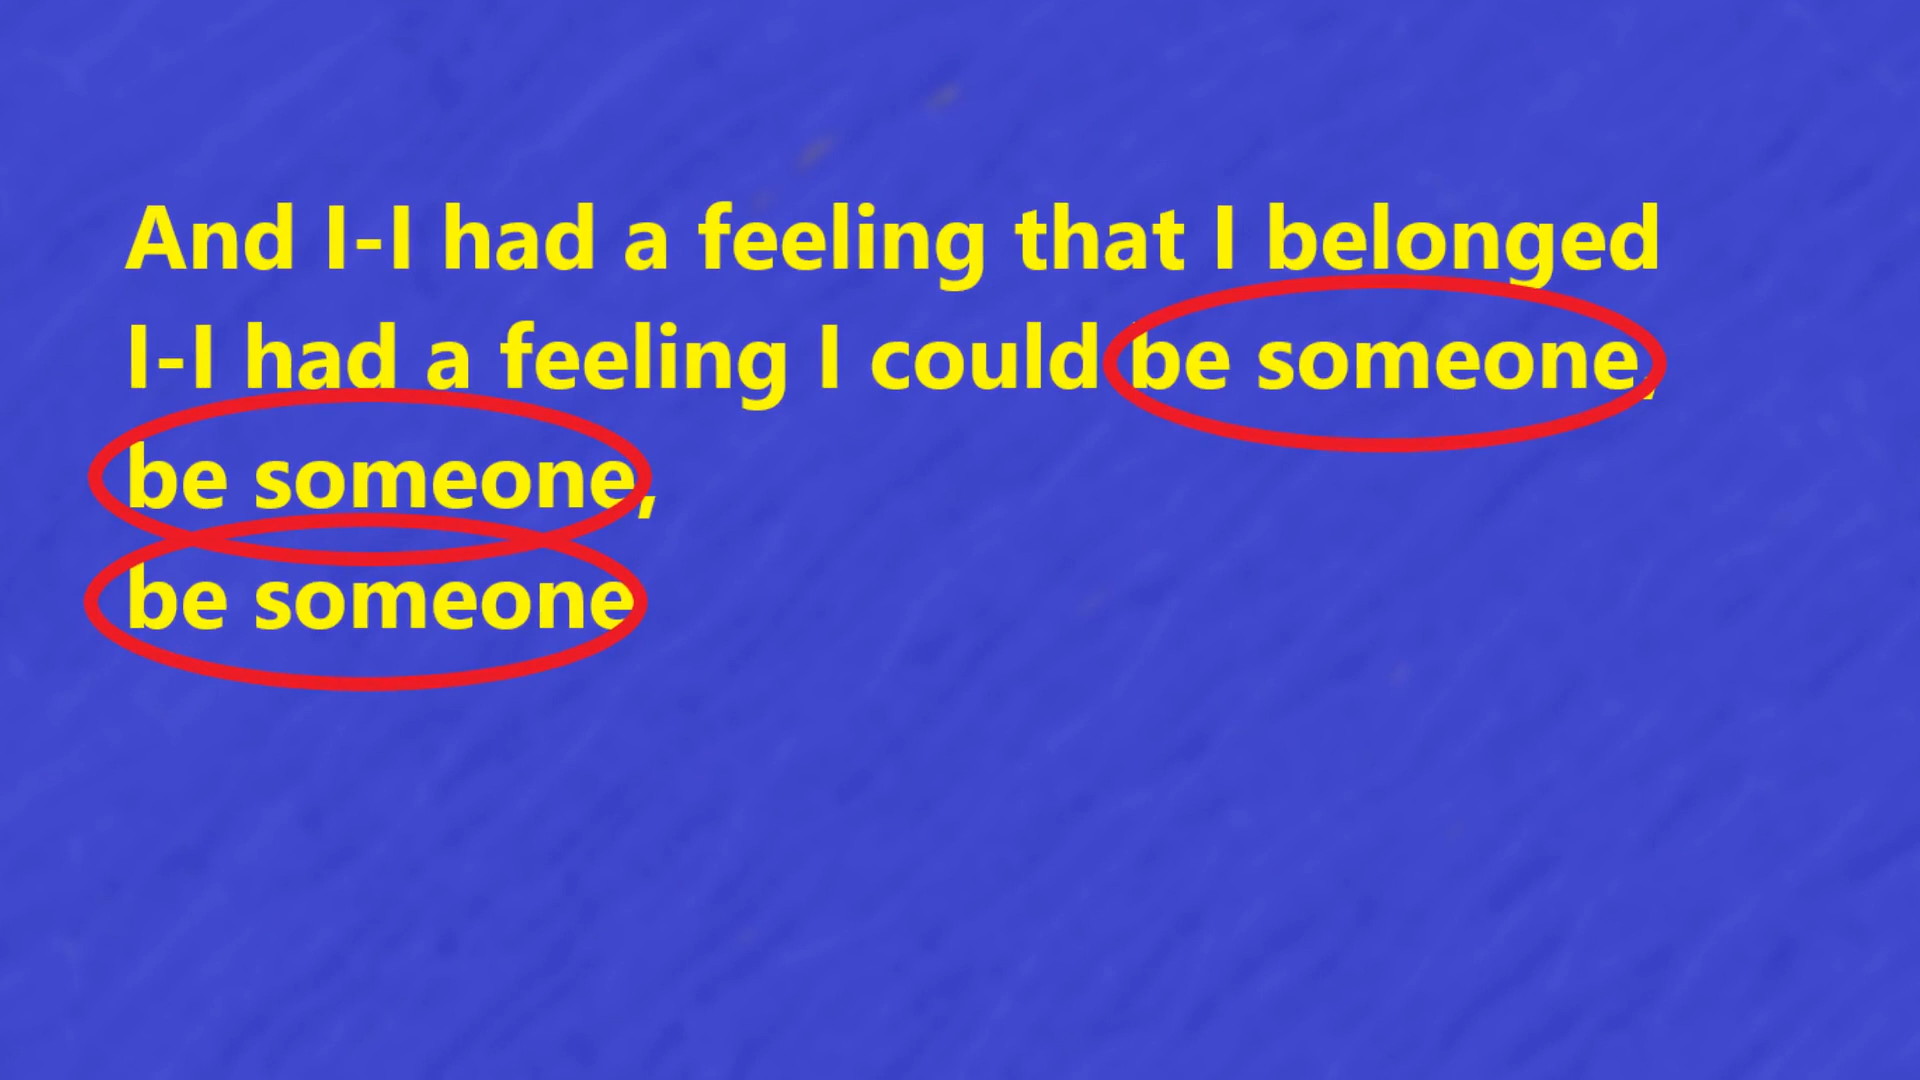 And I-I had a feeling that I belonged
I-I had a feeling I could be someone,
be someone,
be someone